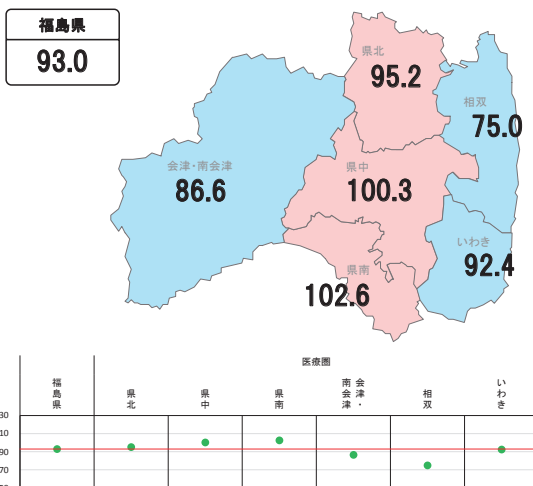 福島県
93.0
県北
95.2
相双
75.0
会津・南会津
86.6
県中
100.3
いわき
92.4
県南
102.6
医療圏
福島県
県北
県中
県南
会津・
南会津
相双
いわき
30
10
90
70